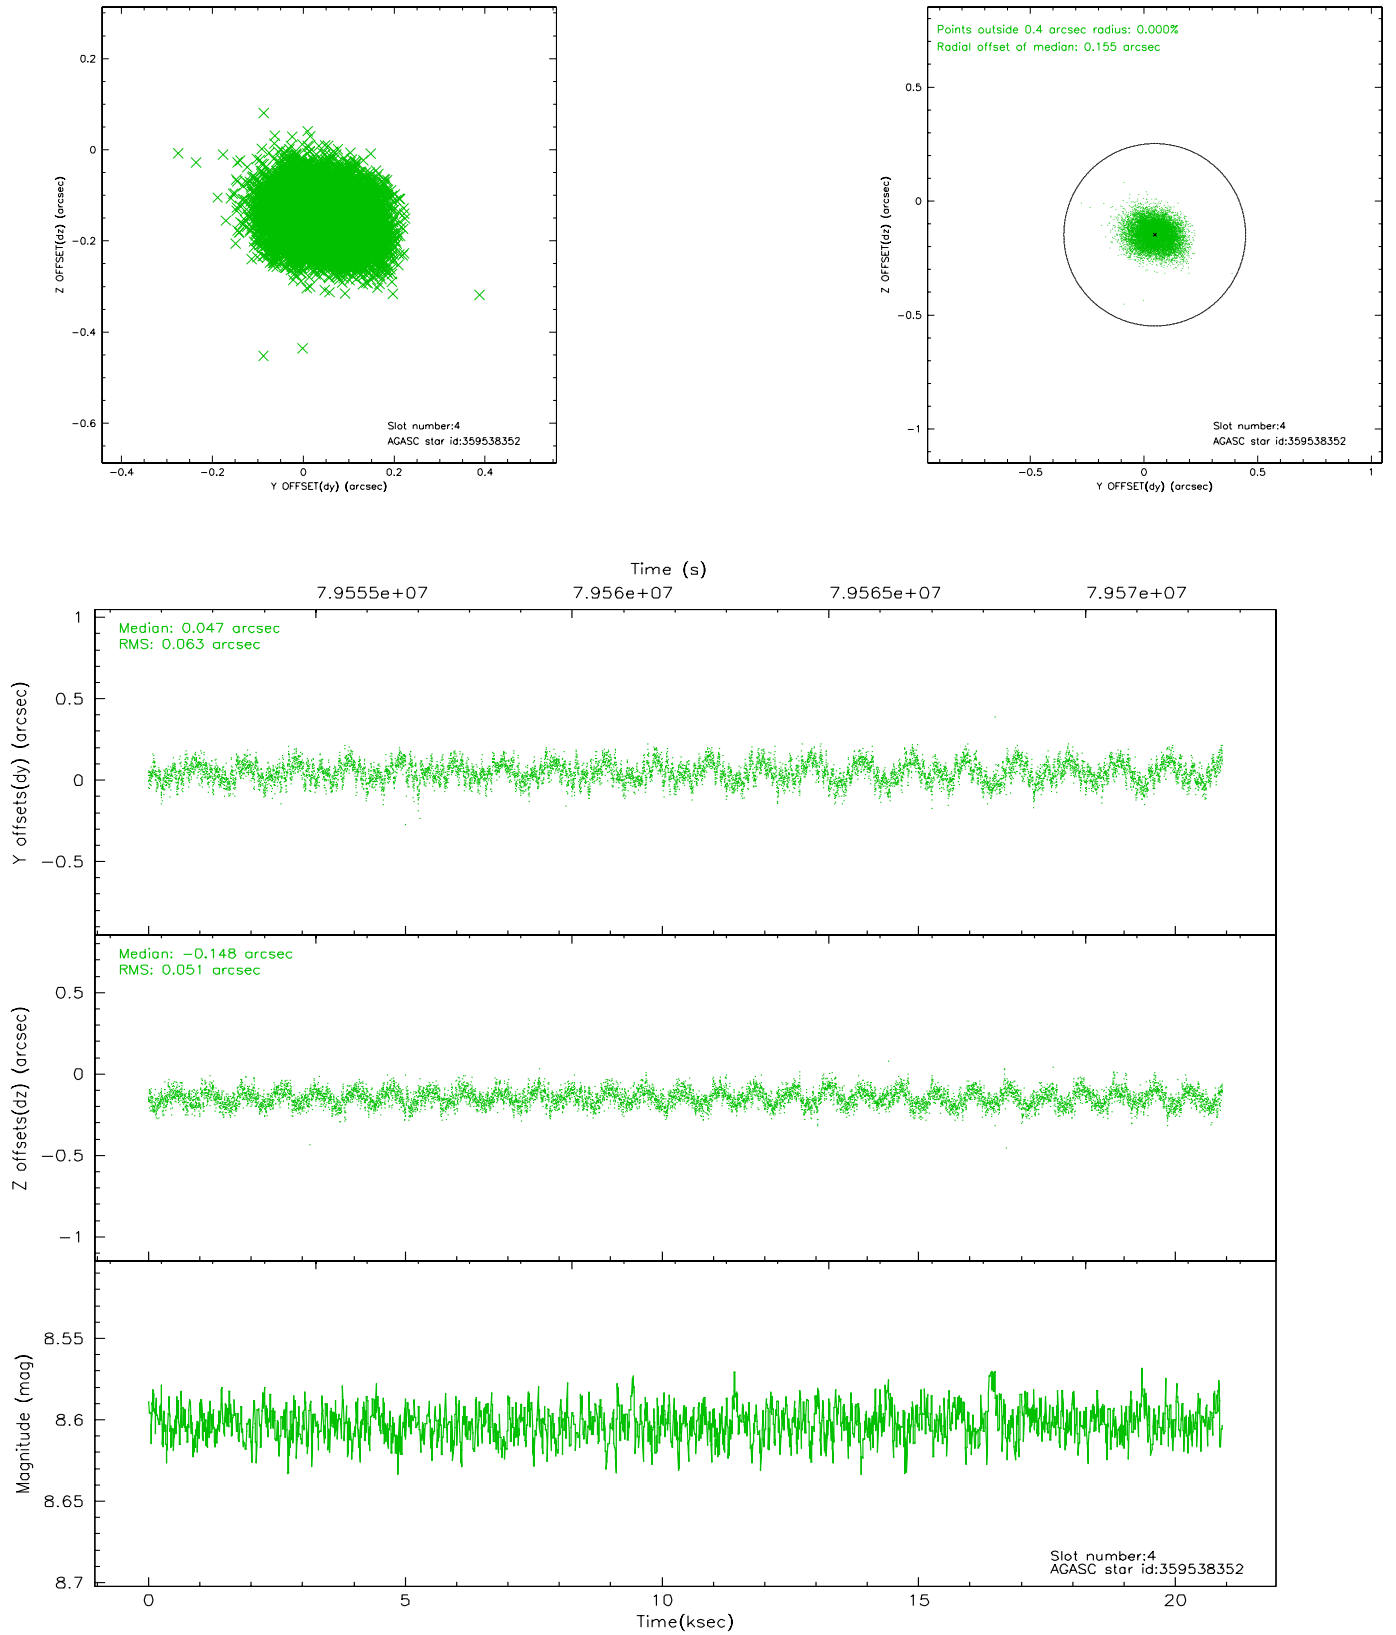 0.2
0
−0.2
−0.4
−0.6
Z OFFSET(dz) (arcsec)
Slot number:4
AGASC star id:359538352
−0.4 −0.2 0 0.2 0.4
Y OFFSET(dy) (arcsec)
Points outside 0.4 arcsec radius: 0.000%
Radial offset of median: 0.155 arcsec
0.5
0
−0.5
−1
Z OFFSET(dz) (arcsec)
Slot number:4
AGASC star id:359538352
−0.5 0 0.5 1
Y OFFSET(dy) (arcsec)
Time (s)
7.9555e+07 7.956e+07 7.9565e+07 7.957e+07
Median: 0.047 arcsec
RMS: 0.063 arcsec
1
0.5
0
−0.5
Y offsets(dy) (arcsec)
Median: −0.148 arcsec
RMS: 0.051 arcsec
0.5
0
−0.5
−1
Z offsets(dz) (arcsec)
8.55
8.6
8.65
8.7
Magnitude (mag)
Slot number:4
AGASC star id:359538352
0 5 10 15 20
Time(ksec)